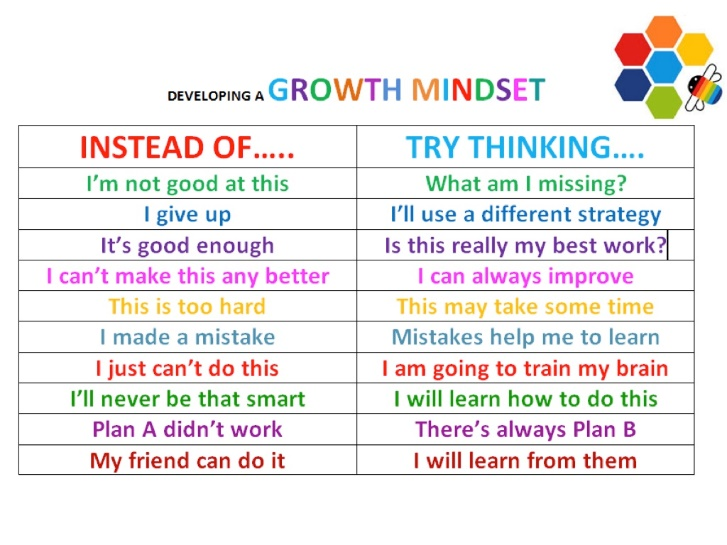 DEVELOPING A GROWTH MINDSET
INSTEAD OF..... TRY THINKING....
I’m not good at this What am I missing?
I give up I’ll use a different strategy
It’s good enough Is this really my best work?
I can’t make this any better I can always improve
This is too hard This may take some time
I made a mistake Mistakes help me to learn
I just can’t do this I am going to train my brain
I’ll never be that smart I will learn how to do this
Plan A didn’t work There’s always Plan B
My friend can do it I will learn from them